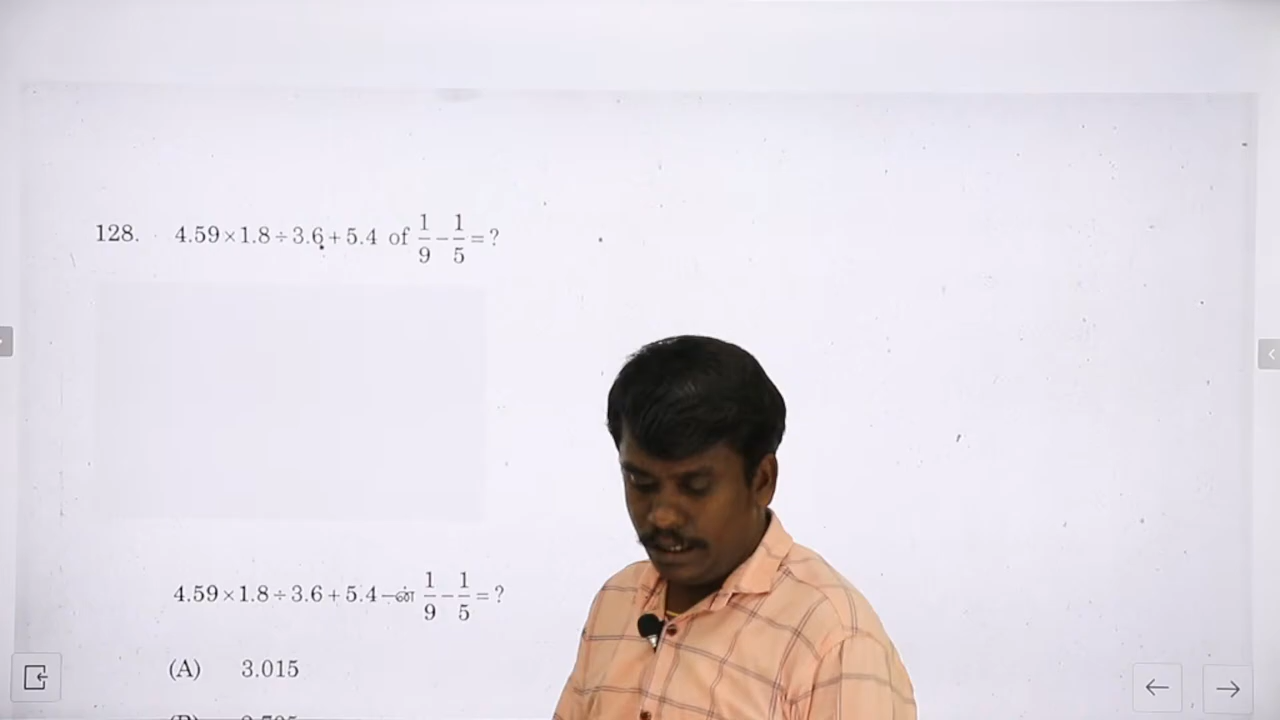 128. 4.59×1.8÷3.6+5.4 of 1/9 − 1/5 = ?
4.59×1.8÷3.6+5.4–ன் 1/9 − 1/5 = ?
(A) 3.015